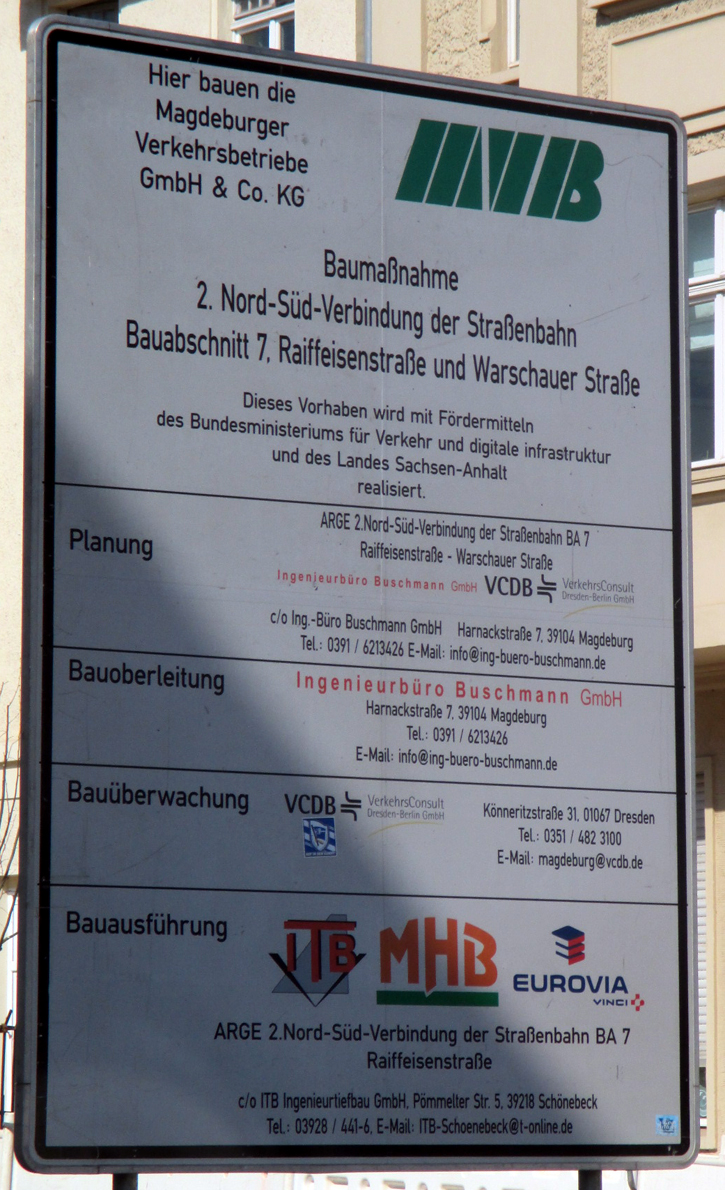 Hier bauen die
Magdeburger
Verkehrsbetriebe
GmbH & Co. KG
MVB
Baumaßnahme
2. Nord-Süd-Verbindung der Straßenbahn
Bauabschnitt 7, Raiffeisenstraße und Warschauer Straße
Dieses Vorhaben wird mit Fördermitteln
des Bundesministeriums für Verkehr und digitale infrastruktur
und des Landes Sachsen-Anhalt
realisiert.
Planung
ARGE 2.Nord-Süd-Verbindung der Straßenbahn BA 7
Raiffeisenstraße - Warschauer Straße
Ingenieurbüro Buschmann GmbH VCDB VerkehrsConsult
Dresden-Berlin GmbH
c/o Ing.-Büro Buschmann GmbH Harnackstraße 7, 39104 Magdeburg
Tel.: 0391 / 6213426 E-Mail: info@ing-buero-buschmann.de
Bauoberleitung
Ingenieurbüro Buschmann GmbH
Harnackstraße 7, 39104 Magdeburg
Tel.: 0391 / 6213426
E-Mail: info@ing-buero-buschmann.de
Bauüberwachung
VCDB VerkehrsConsult
Dresden-Berlin GmbH
Könneritzstraße 31, 01067 Dresden
Tel.: 0351 / 482 3100
E-Mail: magdeburg@vcdb.de
Bauausführung
ITB MHB EUROVIA
VINCI
ARGE 2.Nord-Süd-Verbindung der Straßenbahn BA 7
Raiffeisenstraße
c/o ITB Ingenieurtiefbau GmbH, Pömmelter Str. 5, 39218 Schönebeck
Tel.: 03928 / 441-6, E-Mail: ITB-Schoenebeck@t-online.de